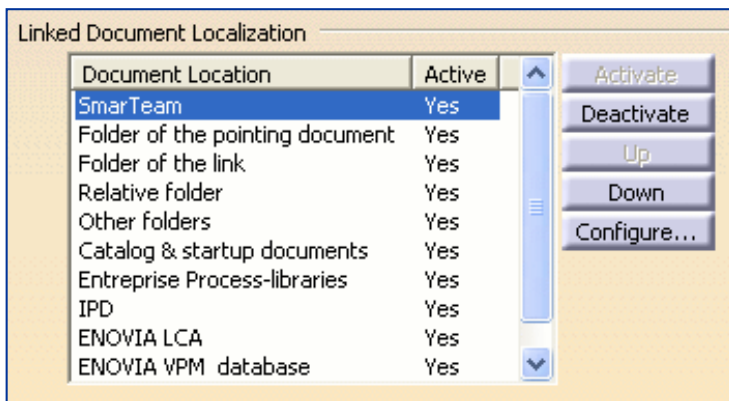 Linked Document Localization
Document Location Active
SmarTeam Yes Activate
Folder of the pointing document Yes Deactivate
Folder of the link Yes Up
Relative folder Yes Down
Other folders Yes Configure...
Catalog & startup documents Yes
Entreprise Process-libraries Yes
IPD Yes
ENOVIA LCA Yes
ENOVIA VPM database Yes